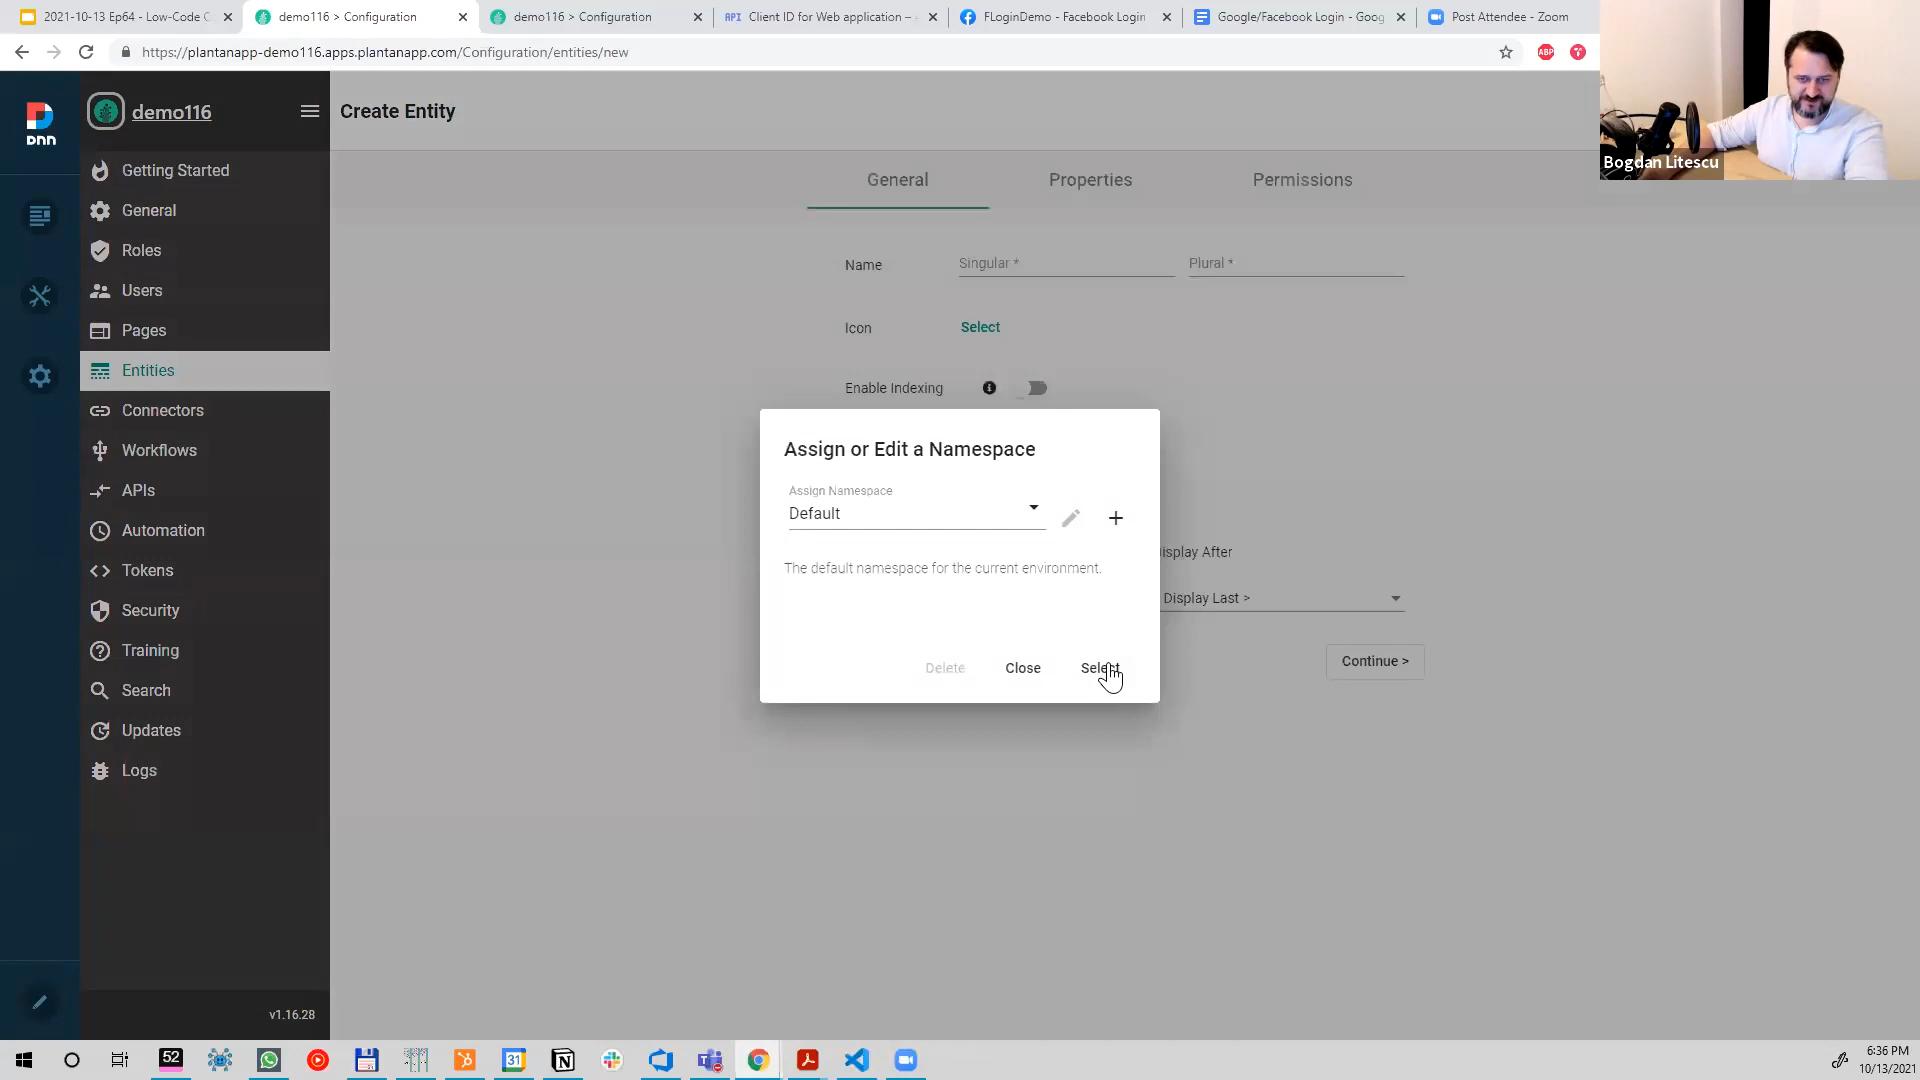 2021-10-13 Ep64 - Low-Code C
demo116 > Configuration
demo116 > Configuration
API Client ID for Web application –
FLoginDemo - Facebook Login
Google/Facebook Login - Goog
Post Attendee - Zoom
https://plantanapp-demo116.apps.plantanapp.com/Configuration/entities/new
ABP
Bogdan Litescu
DNN
demo116
Create Entity
Getting Started
General
Roles
Users
Pages
Entities
Connectors
Workflows
APIs
Automation
Tokens
Security
Training
Search
Updates
Logs
v1.16.28
General
Properties
Permissions
Name
Singular *
Plural *
Icon
Select
Enable Indexing
Assign or Edit a Namespace
Assign Namespace
Default
The default namespace for the current environment.
Delete
Close
Select
isplay After
Display Last >
Continue >
52
31
6:36 PM
10/13/2021